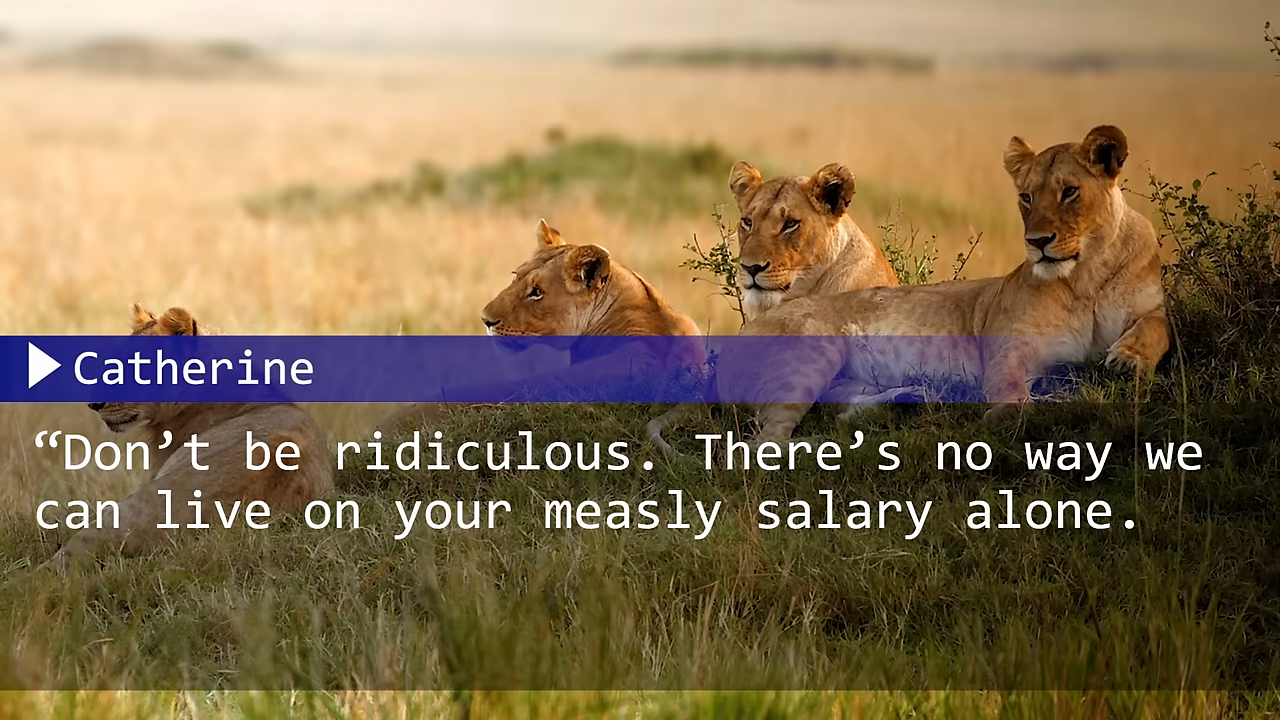 Catherine
“Don’t be ridiculous. There’s no way we
can live on your measly salary alone.